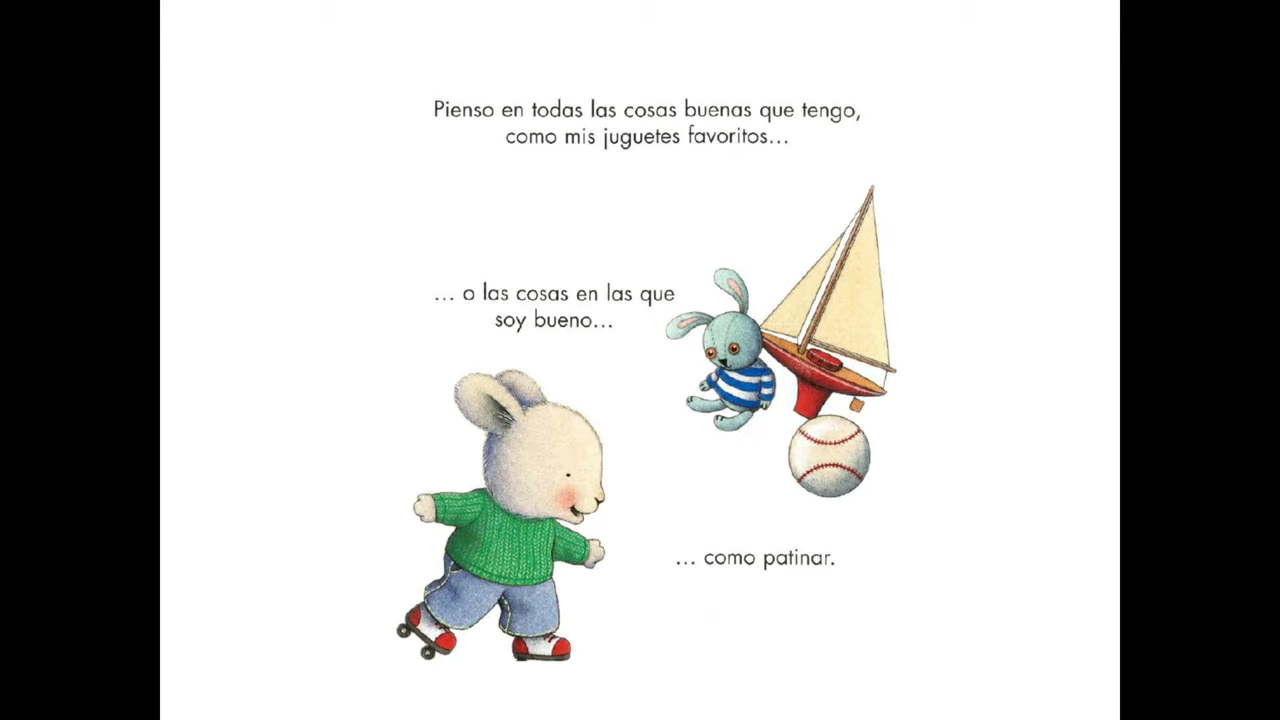 Pienso en todas las cosas buenas que tengo,
como mis juguetes favoritos...
... o las cosas en las que
soy bueno...
... como patinar.